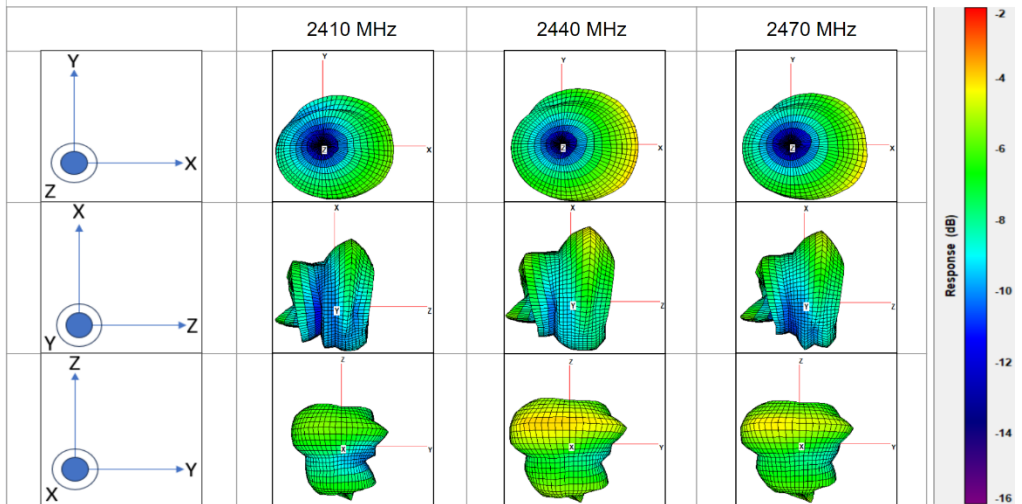 2410 MHz
2440 MHz
2470 MHz
-2
-4
-6
-8
-10
-12
-14
-16
Response (dB)
Y
X
Z
Y
X
Z
Y
X
Z
Y
X
Z
X
Z
Y
X
Z
Y
X
Z
Y
X
Z
Y
Z
Y
X
Z
Y
X
Z
Y
X
Z
Y
X